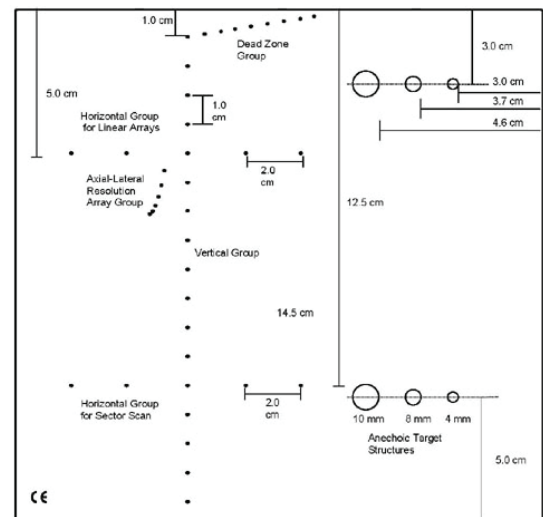 1.0 cm
Dead Zone
Group
3.0 cm
5.0 cm
1.0
cm
3.0 cm
3.7 cm
4.6 cm
Horizontal Group
for Linear Arrays
2.0
cm
Axial-Lateral
Resolution
Array Group
12.5 cm
Vertical Group
14.5 cm
Horizontal Group
for Sector Scan
2.0
cm
10 mm 8 mm 4 mm
Anechoic Target
Structures
5.0 cm
CE